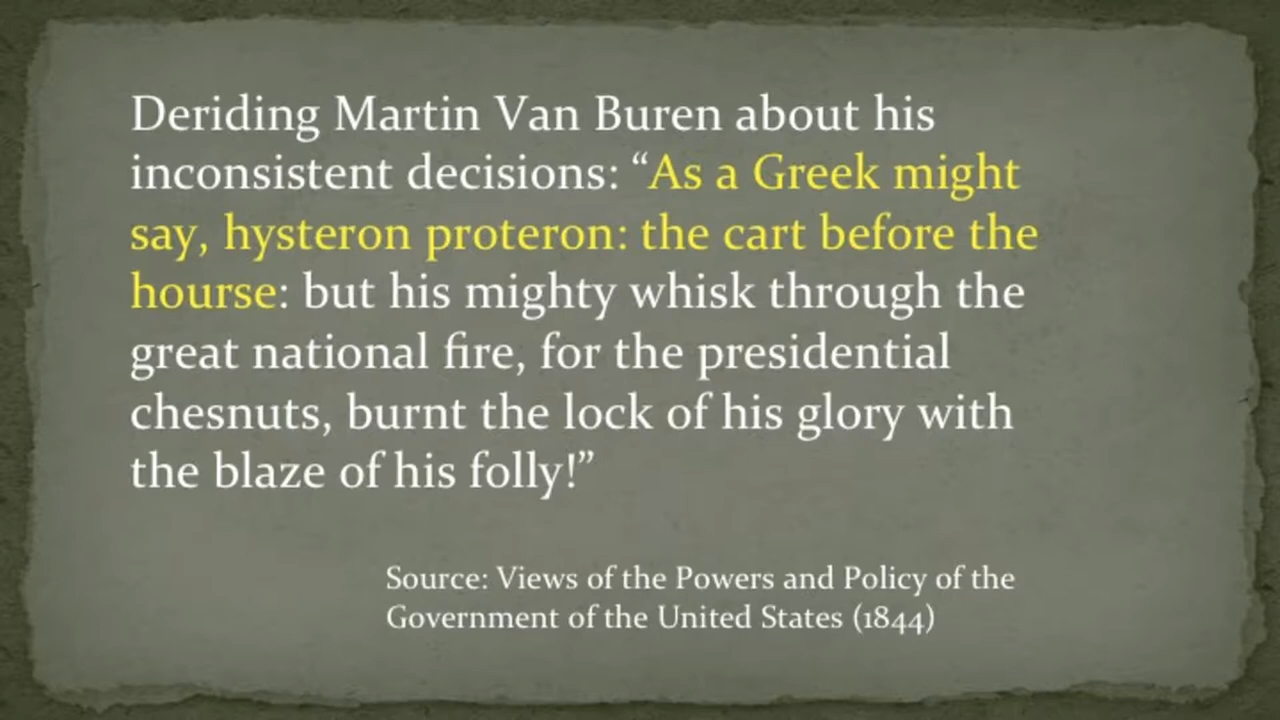 Deriding Martin Van Buren about his
inconsistent decisions: “As a Greek might
say, hysteron proteron: the cart before the
hourse: but his mighty whisk through the
great national fire, for the presidential
chesnuts, burnt the lock of his glory with
the blaze of his folly!”
Source: Views of the Powers and Policy of the
Government of the United States (1844)